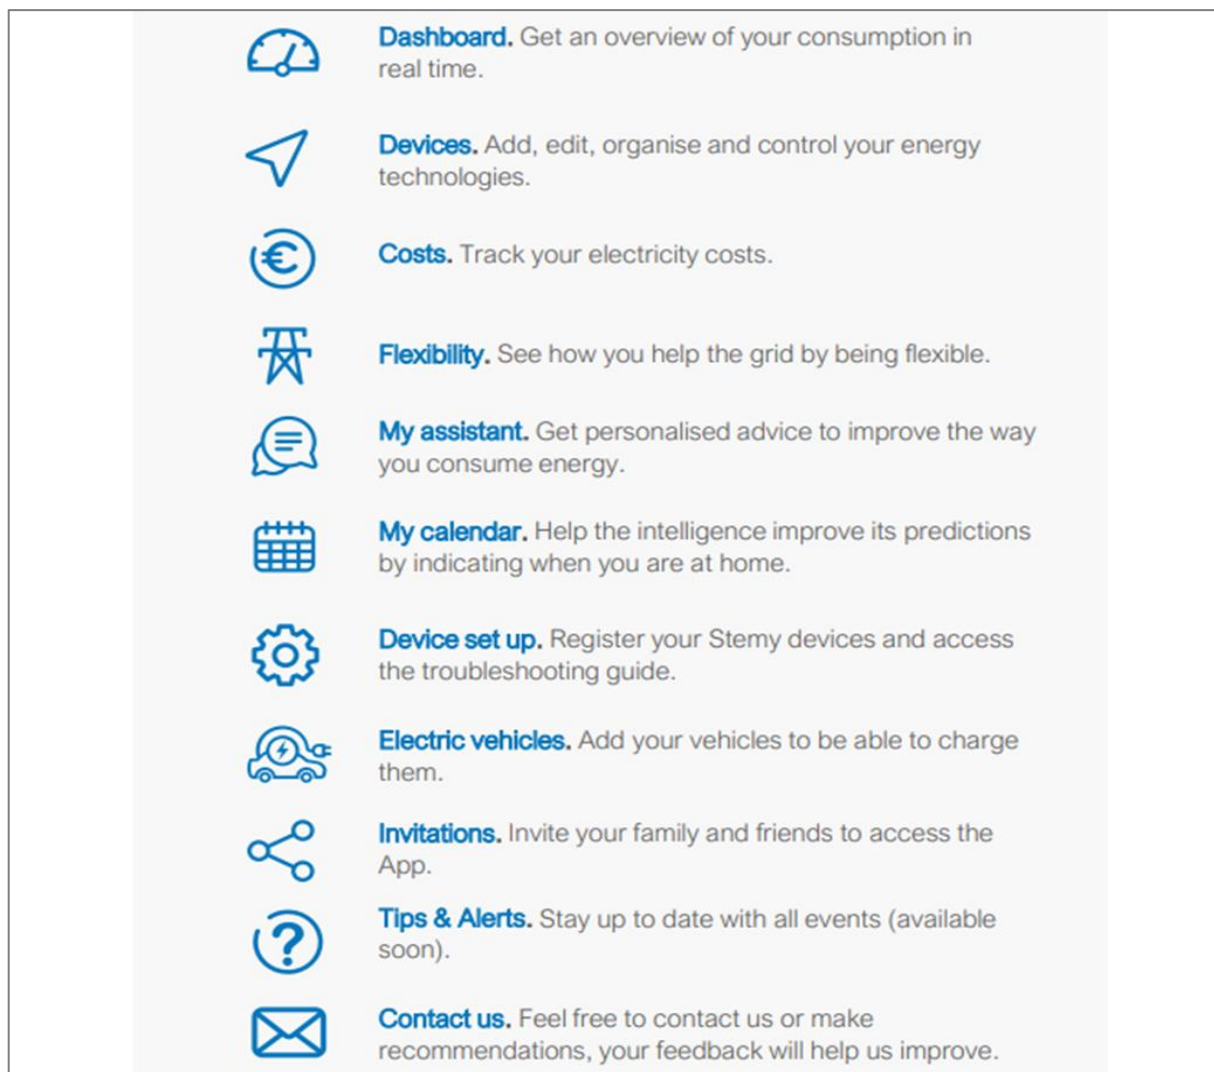 Dashboard. Get an overview of your consumption in
real time.
Devices. Add, edit, organise and control your energy
technologies.
Costs. Track your electricity costs.
Flexibility. See how you help the grid by being flexible.
My assistant. Get personalised advice to improve the way
you consume energy.
My calendar. Help the intelligence improve its predictions
by indicating when you are at home.
Device set up. Register your Stemy devices and access
the troubleshooting guide.
Electric vehicles. Add your vehicles to be able to charge
them.
Invitations. Invite your family and friends to access the
App.
Tips & Alerts. Stay up to date with all events (available
soon).
Contact us. Feel free to contact us or make
recommendations, your feedback will help us improve.